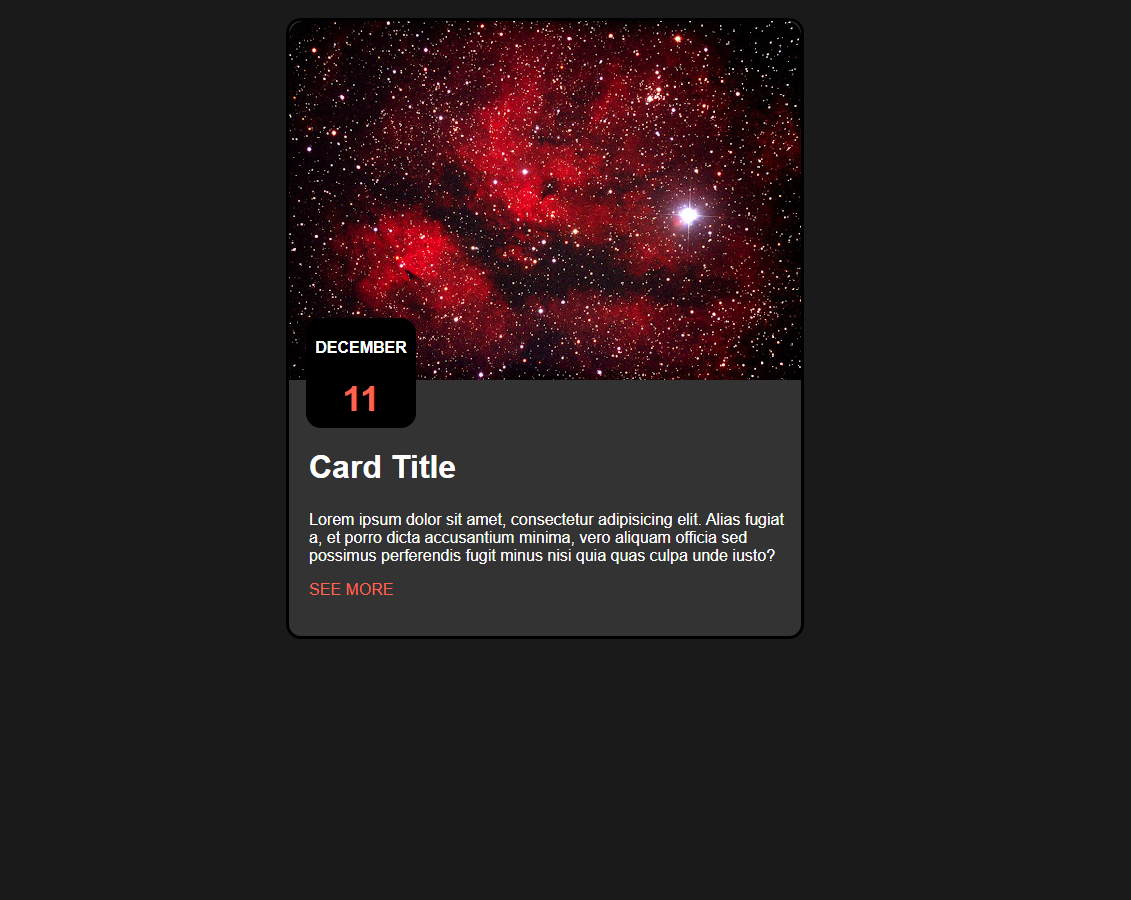 DECEMBER
11
Card Title
Lorem ipsum dolor sit amet, consectetur adipisicing elit. Alias fugiat
a, et porro dicta accusantium minima, vero aliquam officia sed
possimus perferendis fugit minus nisi quia quas culpa unde iusto?
SEE MORE